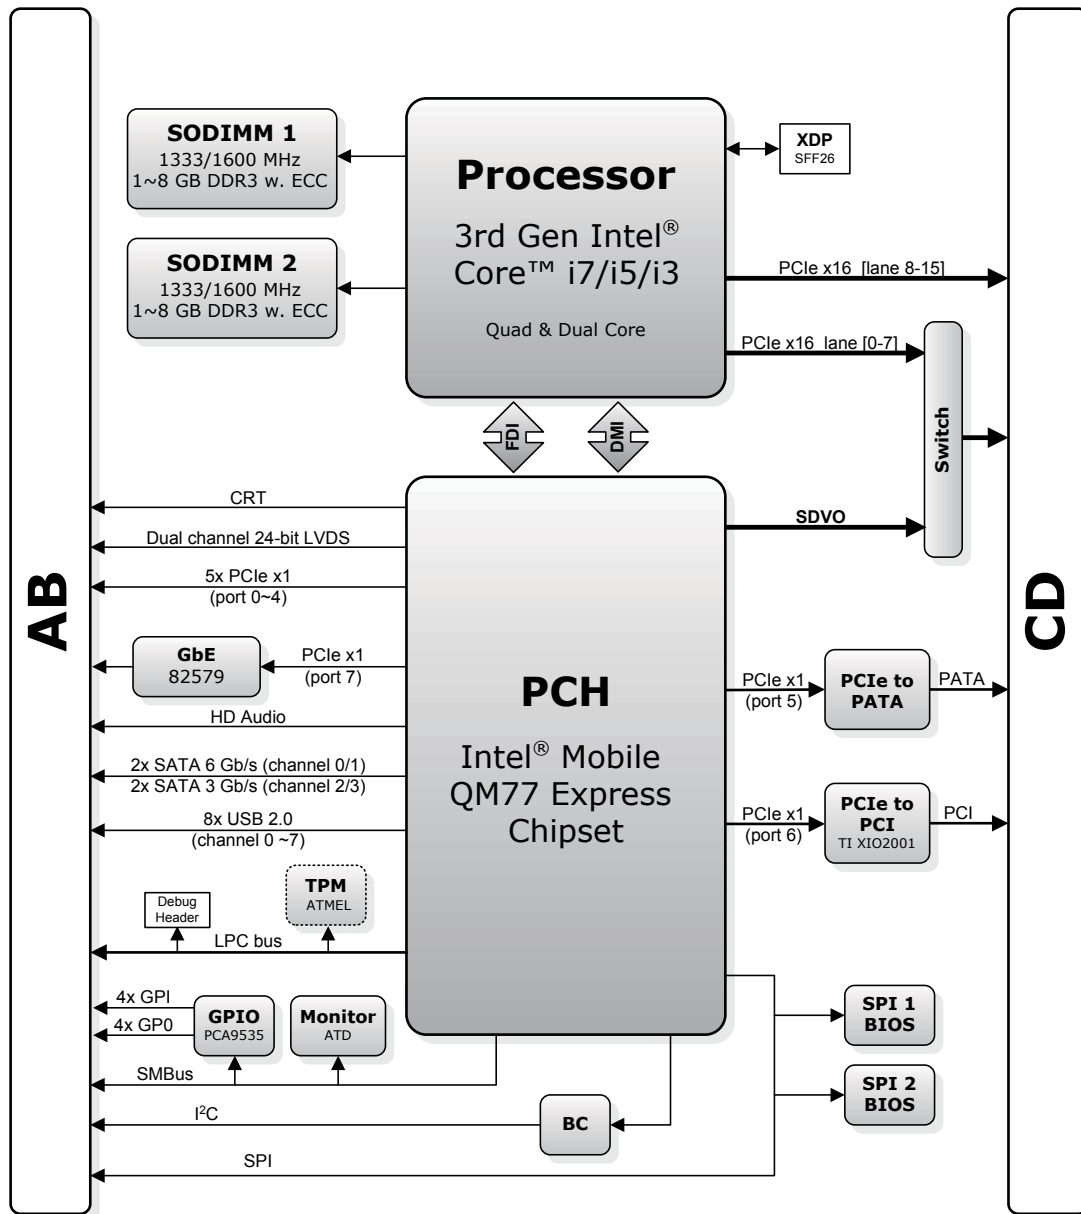 AB
CD
SODIMM 1
1333/1600 MHz
1~8 GB DDR3 w. ECC
SODIMM 2
1333/1600 MHz
1~8 GB DDR3 w. ECC
Processor
3rd Gen Intel®
Core™ i7/i5/i3
Quad & Dual Core
XDP
SFF26
PCIe x16 [lane 8-15]
PCIe x16 lane [0-7]
Switch
FDI
DMI
SDVO
CRT
Dual channel 24-bit LVDS
5x PCIe x1
(port 0~4)
GbE
82579
PCIe x1
(port 7)
HD Audio
2x SATA 6 Gb/s (channel 0/1)
2x SATA 3 Gb/s (channel 2/3)
8x USB 2.0
(channel 0 ~7)
PCH
Intel® Mobile
QM77 Express
Chipset
PCIe x1
(port 5)
PCIe to
PATA
PATA
PCIe x1
(port 6)
PCIe to
PCI
TI XIO2001
PCI
Debug
Header
TPM
ATMEL
LPC bus
4x GPI
4x GP0
GPIO
PCA9535
Monitor
ATD
SMBus
I²C
BC
SPI
SPI 1
BIOS
SPI 2
BIOS